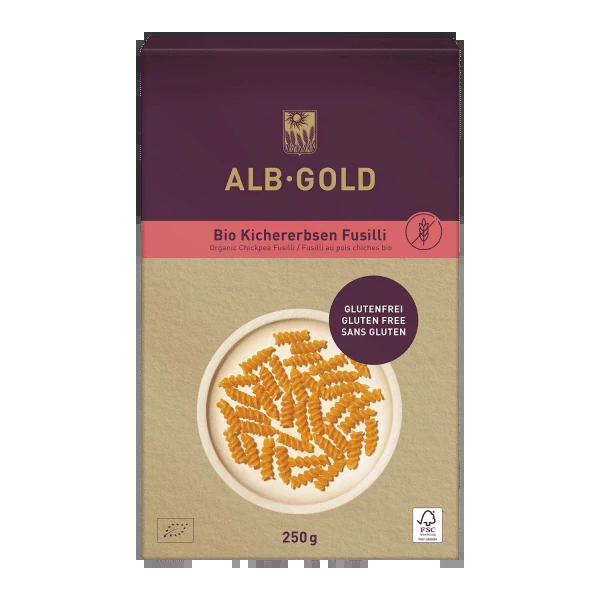 ALB·GOLD
Bio Kichererbsen Fusilli
Organic Chickpea Fusilli / Fusilli au pois chiches bio
GLUTENFREI
GLUTEN FREE
SANS GLUTEN
250 g
FSC